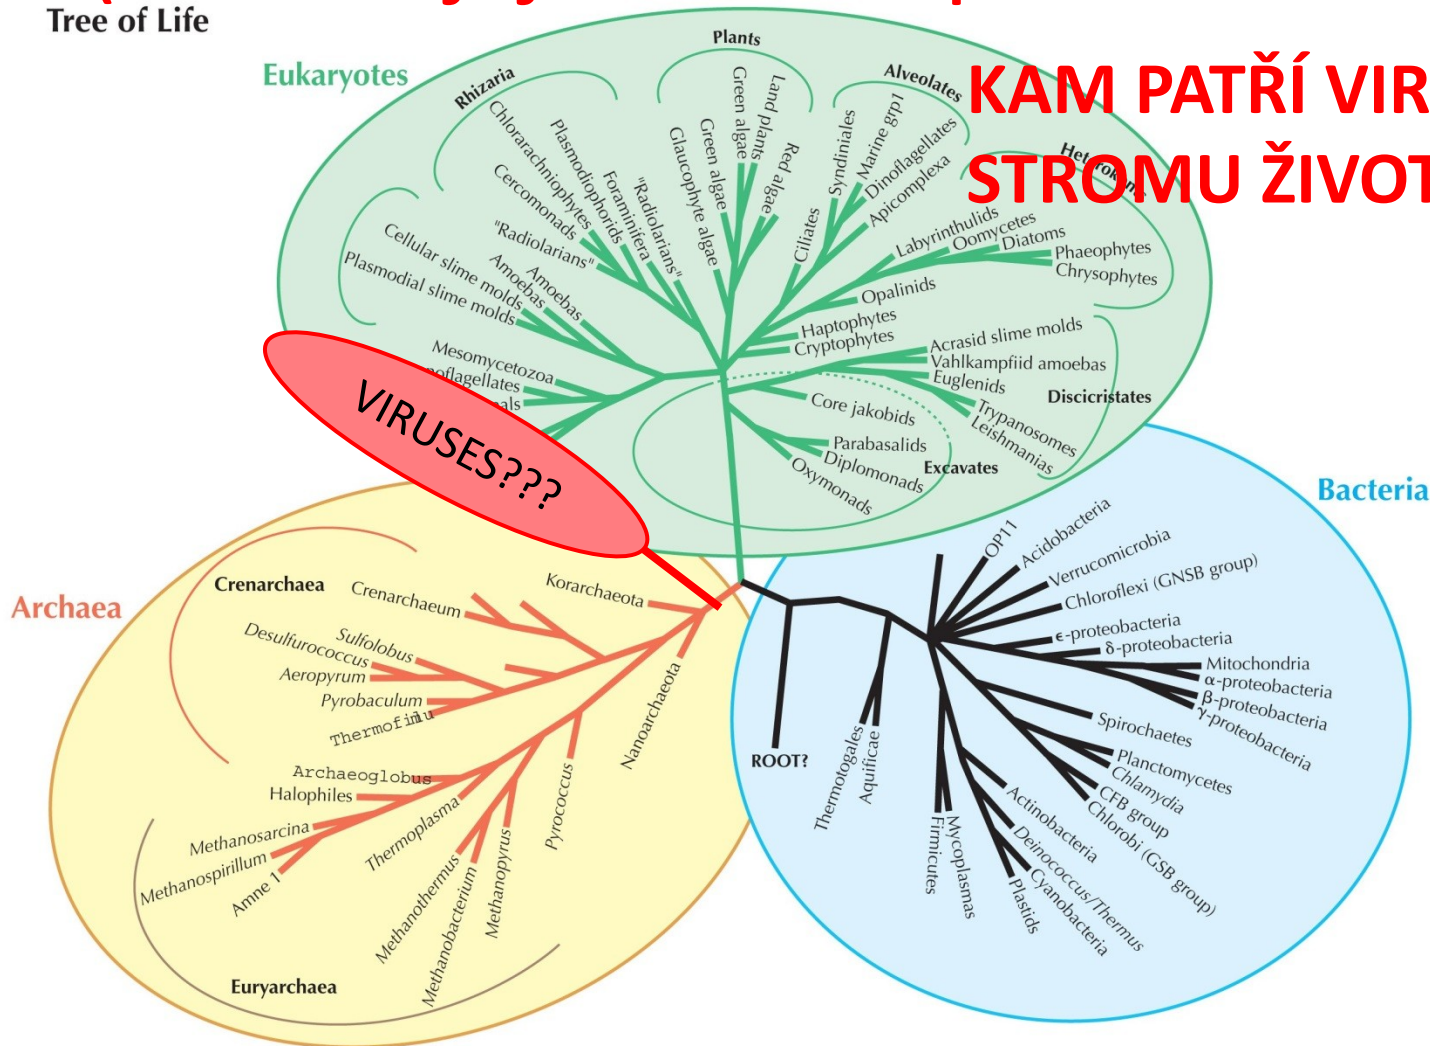 Tree of Life
KAM PATŘÍ VIR
STROMU ŽIVOT
Eukaryotes
Rhizaria
Plants
Alveolates
Chlorarachniophytes
Plasmodiophorids
Cercomonads
Foraminifera
"Radiolarians"
"Radiolarians"
Glaucophyte algae
Green algae
Green algae
Land plants
Red algae
Ciliates
Syndiniales
Marine grp1
Dinoflagellates
Apicomplexa
Labyrinthulids
Oomycetes
Diatoms
Phaeophytes
Chrysophytes
Opalinids
Haptophytes
Cryptophytes
Cellular slime molds
Plasmodial slime molds
Amoebas
Amoebas
Mesomycetozoa
noflagellates
als
Acrasid slime molds
Vahlkampfiid amoebas
Euglenids
Discicristates
Trypanosomes
Leishmanias
Core jakobids
Parabasalids
Diplomonads
Oxymonads
Excavates
VIRUSES???
Archaea
Crenarchaea
Crenarchaeum
Korarchaeota
Desulfurococcus
Sulfolobus
Aeropyrum
Pyrobaculum
Nanoarchaeota
Archaeoglobus
Halophiles
Methanosarcina
Methanospirillum
Amne 1
Thermoplasma
Methanothermus
Methanobacterium
Methanopyrus
Pyrococcus
Euryarchaea
Bacteria
OP11
Acidobacteria
Verrucomicrobia
Chloroflexi (GNSB group)
ϵ-proteobacteria
δ-proteobacteria
Mitochondria
α-proteobacteria
β-proteobacteria
γ-proteobacteria
Spirochaetes
Planctomycetes
Chlamydia
CFB group
Chlorobi (GSB group)
ROOT?
Thermotogales
Aquificae
Firmicutes
Mycoplasmas
Actinobacteria
Deinococcus/Thermus
Cyanobacteria
Plastids